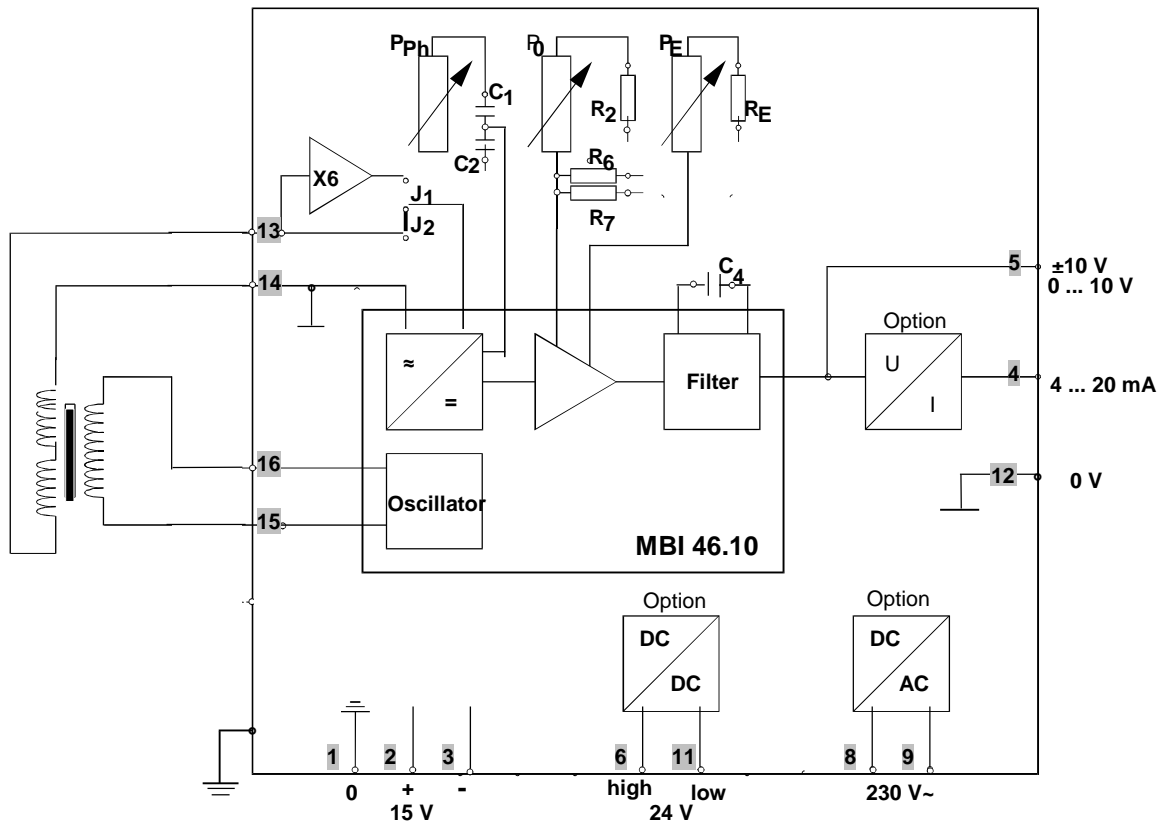 PPh
P0
PE
C1
R2
RE
C2
R6
X6
J1
R7
J2
13
C4
5
±10 V
14
0 ... 10 V
Option
≈
U
Filter
4
4 ... 20 mA
=
I
16
12
0 V
Oscillator
15
MBI 46.10
Option
Option
DC
DC
DC
AC
1
2
3
6
11
8
9
0
+
-
high
low
230 V~
15 V
24 V